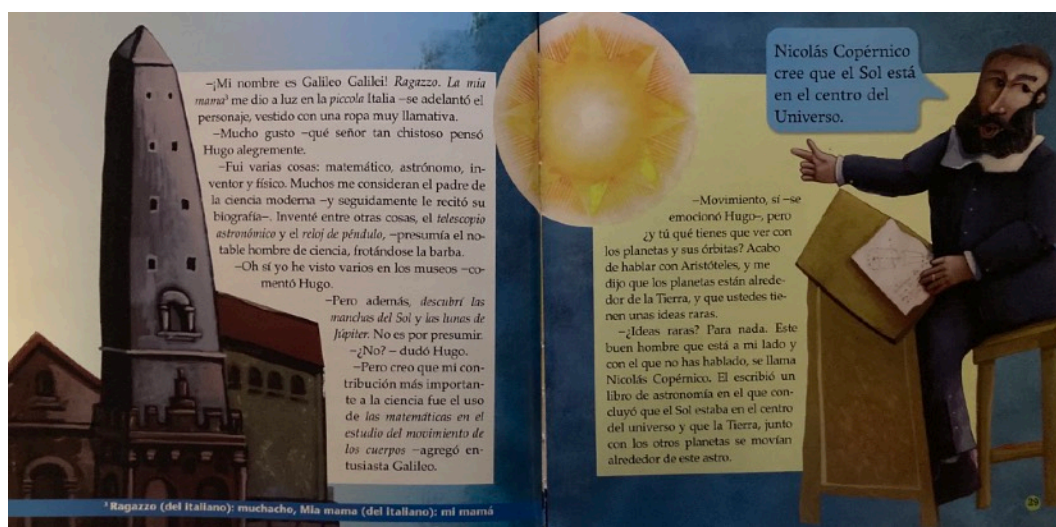 –¡Mi nombre es Galileo Galilei! Ragazzo. La mia
mama³ me dio a luz en la piccola Italia –se adelantó el
personaje, vestido con una ropa muy llamativa.
–Mucho gusto –qué señor tan chistoso pensó
Hugo alegremente.
–Fui varias cosas: matemático, astrónomo, in-
ventor y físico. Muchos me consideran el padre de
la ciencia moderna –y seguidamente le recitó su
biografía–. Inventé entre otras cosas, el telescopio
astronómico y el reloj de péndulo, –presumía el no-
table hombre de ciencia, frotándose la barba.
–Oh sí yo he visto varios en los museos –co-
mentó Hugo.
–Pero además, descubrí las
manchas del Sol y las lunas de
Júpiter. No es por presumir.
–¿No? – dudó Hugo.
–Pero creo que mi con-
tribución más importan-
te a la ciencia fue el uso
de las matemáticas en el
estudio del movimiento de
los cuerpos –agregó en-
tusiasta Galileo.
³ Ragazzo (del italiano): muchacho, Mia mama (del italiano): mi mamá
Nicolás Copérnico
cree que el Sol está
en el centro del
Universo.
–Movimiento, sí –se
emocionó Hugo–, pero
¿y tú qué tienes que ver con
los planetas y sus órbitas? Acabo
de hablar con Aristóteles, y me
dijo que los planetas están alrede-
dor de la Tierra, y que ustedes tie-
nen unas ideas raras.
–¿Ideas raras? Para nada. Este
buen hombre que está a mi lado y
con el que no has hablado, se llama
Nicolás Copérnico. El escribió un
libro de astronomía en el que con-
cluyó que el Sol estaba en el centro
del universo y que la Tierra, junto
con los otros planetas se movían
alrededor de este astro.
29